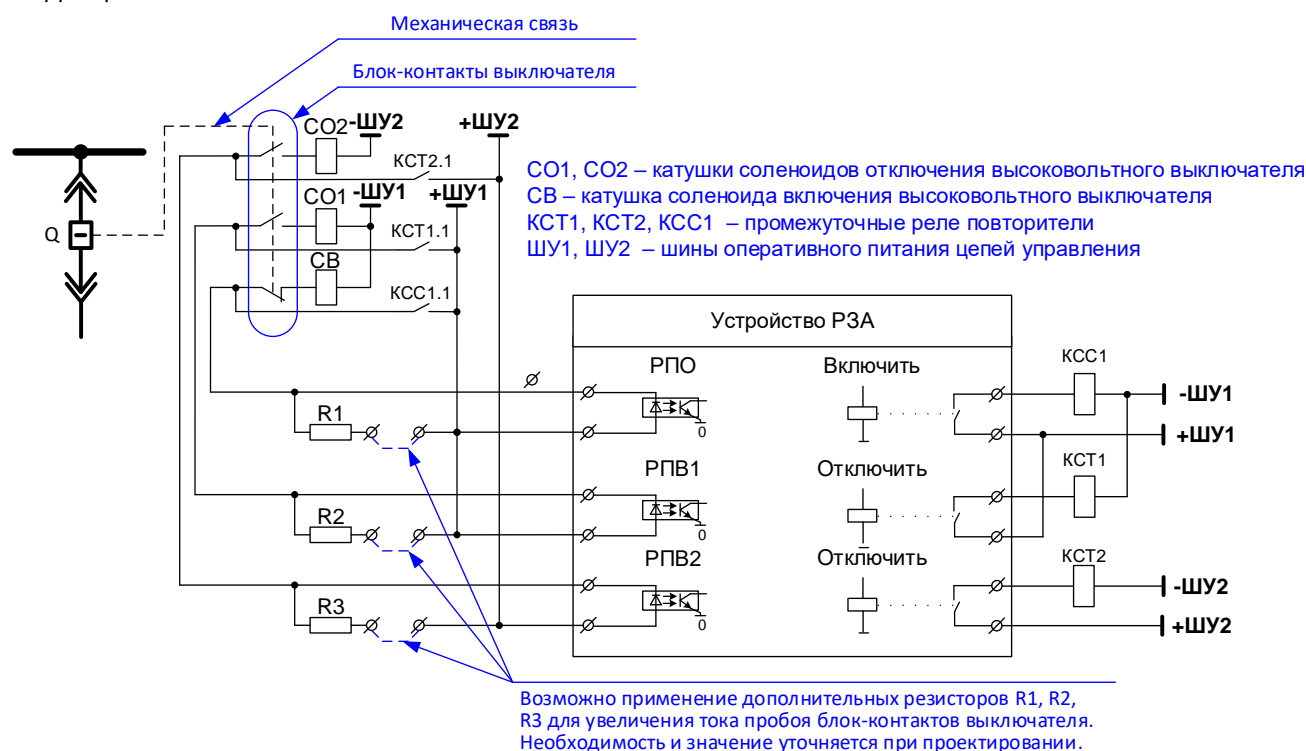 Механическая связь
Блок-контакты выключателя
СО2
-ШУ2
+ШУ2
КСТ2.1
СО1
-ШУ1
+ШУ1
Q
КСТ1.1
СВ
КСС1.1
СО1, СО2 – катушки соленоидов отключения высоковольтного выключателя
СВ – катушка соленоида включения высоковольтного выключателя
КСТ1, КСТ2, КСС1 – промежуточные реле повторители
ШУ1, ШУ2 – шины оперативного питания цепей управления
Устройство РЗА
РПО
Включить
КСС1
-ШУ1
R1
0
+ШУ1
РПВ1
Отключить
КСТ1
R2
0
РПВ2
Отключить
КСТ2
-ШУ2
R3
0
+ШУ2
Возможно применение дополнительных резисторов R1, R2,
R3 для увеличения тока пробоя блок-контактов выключателя.
Необходимость и значение уточняется при проектировании.